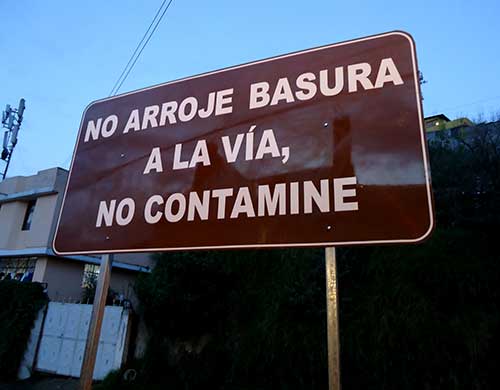 NO ARROJE BASURA
A LA VÍA,
NO CONTAMINE